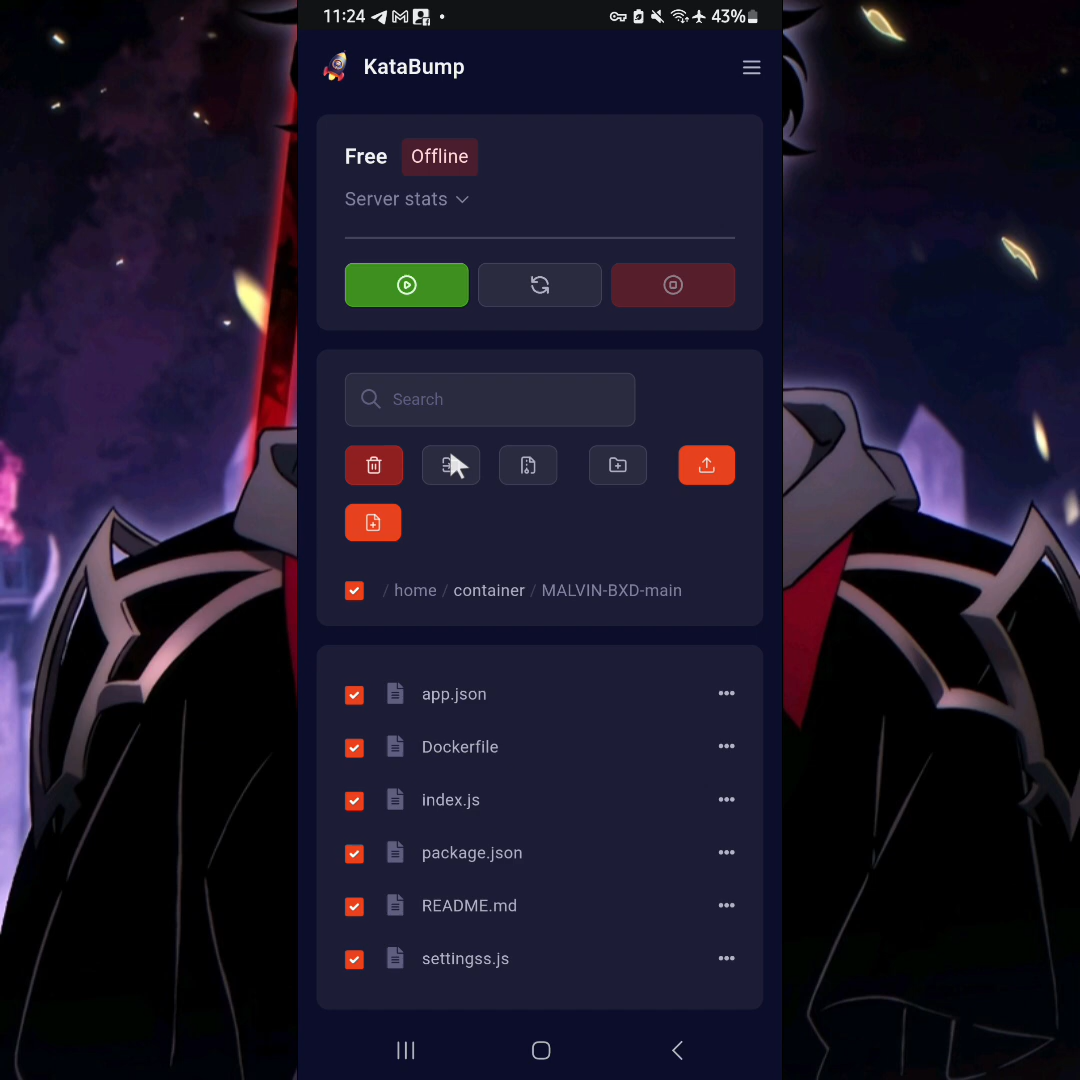 11:24 43%
KataBump
Free Offline
Server stats
Search
/ home / container / MALVIN-BXD-main
app.json
Dockerfile
index.js
package.json
README.md
settingss.js